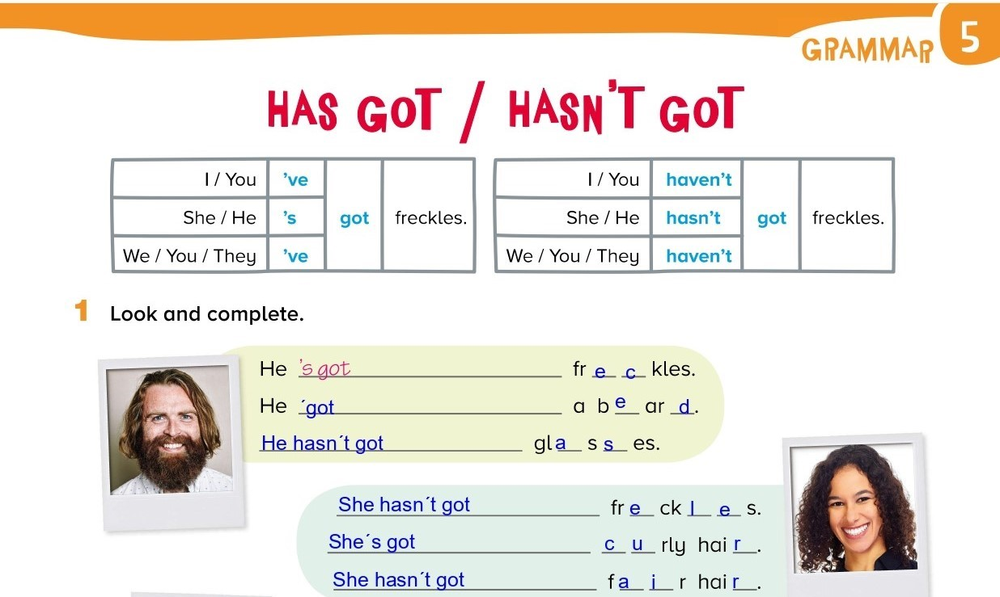 GRAMMAR 5
HAS GOT / HASN'T GOT
I / You 've got freckles.
She / He 's
We / You / They 've
I / You haven't got freckles.
She / He hasn't
We / You / They haven't
1 Look and complete.
He 's got fr e c kles.
He ´got a b e ar d.
He hasn´t got gl a s s es.
She hasn´t got fr e ck l e s.
She´s got c u rly hai r.
She hasn´t got f a i r hai r.